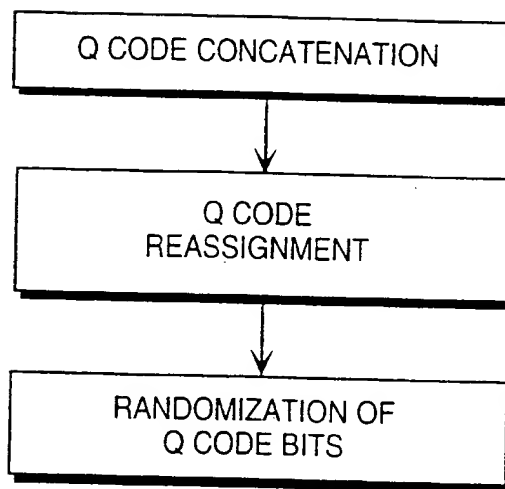 Q CODE CONCATENATION
Q CODE
REASSIGNMENT
RANDOMIZATION OF
Q CODE BITS